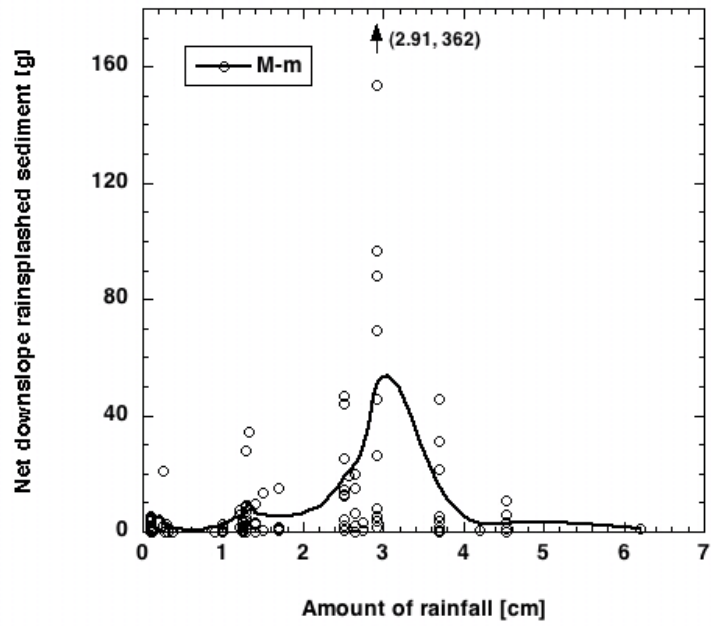 (2.91, 362)
M-m
160
120
80
40
0
0 1 2 3 4 5 6 7
Net downslope rainsplashed sediment [g]
Amount of rainfall [cm]